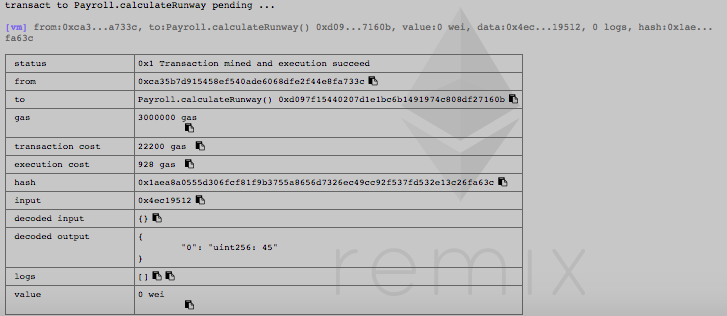 transact to Payroll.calculateRunway pending ...
[vm] from:0xca3...a733c, to:Payroll.calculateRunway() 0xd09...7160b, value:0 wei, data:0x4ec...19512, 0 logs, hash:0x1ae...
fa63c
status 0x1 Transaction mined and execution succeed
from 0xca35b7d915458ef540ade6068dfe2f44e8fa733c
to Payroll.calculateRunway() 0xd097f15440207d1e1bc6b1491974c808df27160b
gas 3000000 gas
transaction cost 22200 gas
execution cost 928 gas
hash 0x1aea8a0555d306fcf81f9b3755a8656d7326ec49cc92f537fd532e13c26fa63c
input 0x4ec19512
decoded input {}
decoded output {
"0": "uint256: 45"
}
logs []
value 0 wei
remix